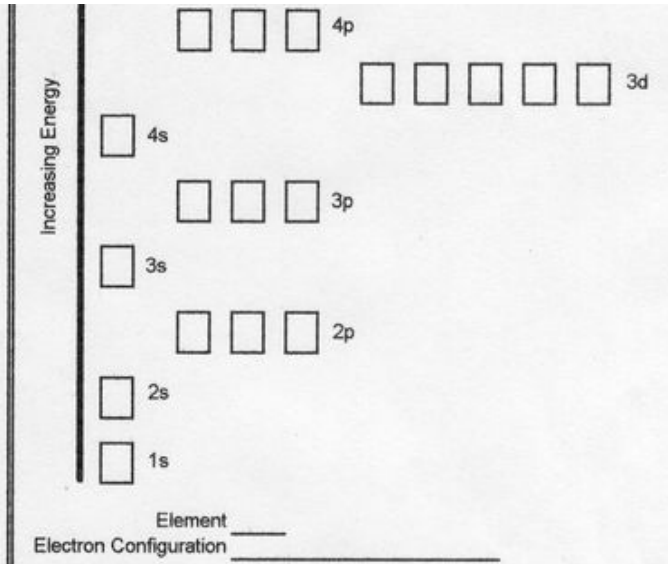 4p
3d
Increasing Energy
4s
3p
3s
2p
2s
1s
Element
Electron Configuration